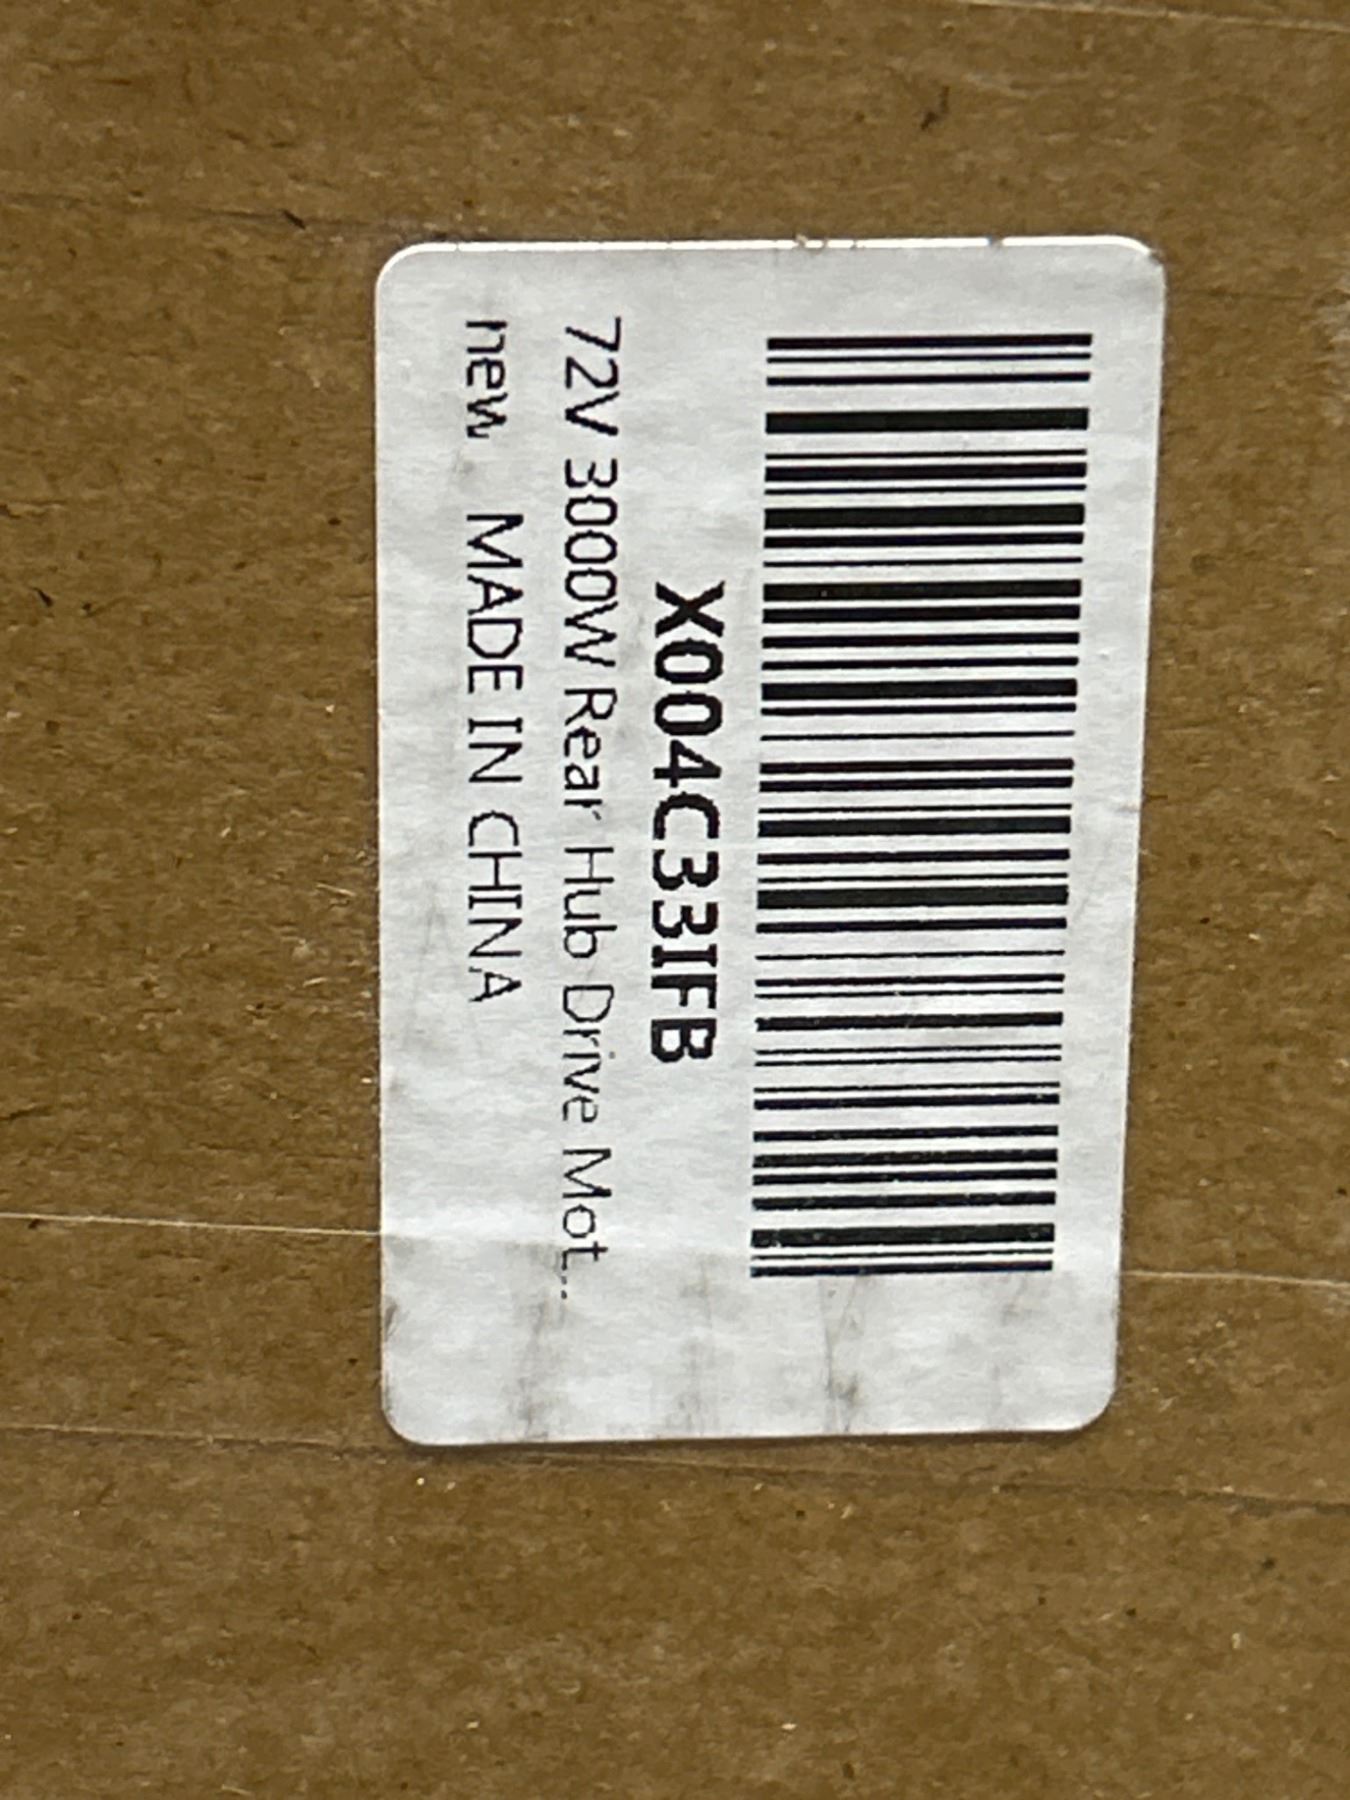 X004C33IFB
72V 3000W Rear Hub Drive Mot...
new MADE IN CHINA